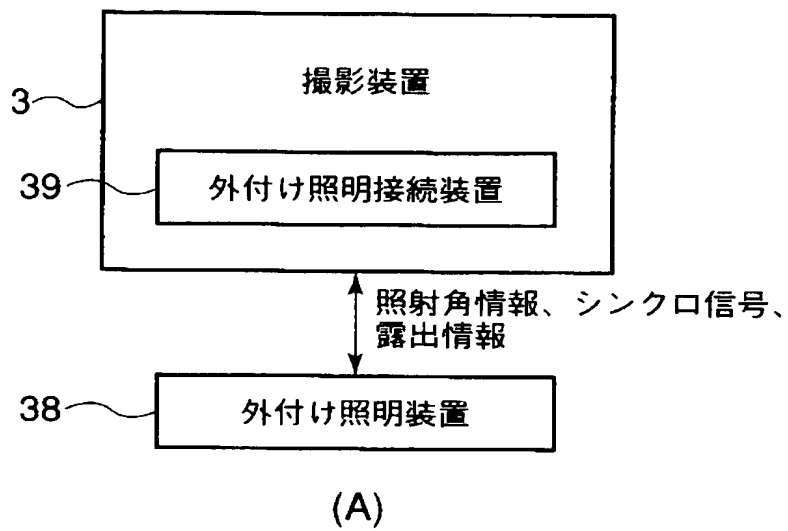 撮影装置
3
39
外付け照明接続装置
照射角情報、シンクロ信号、
露出情報
38
外付け照明装置
(A)